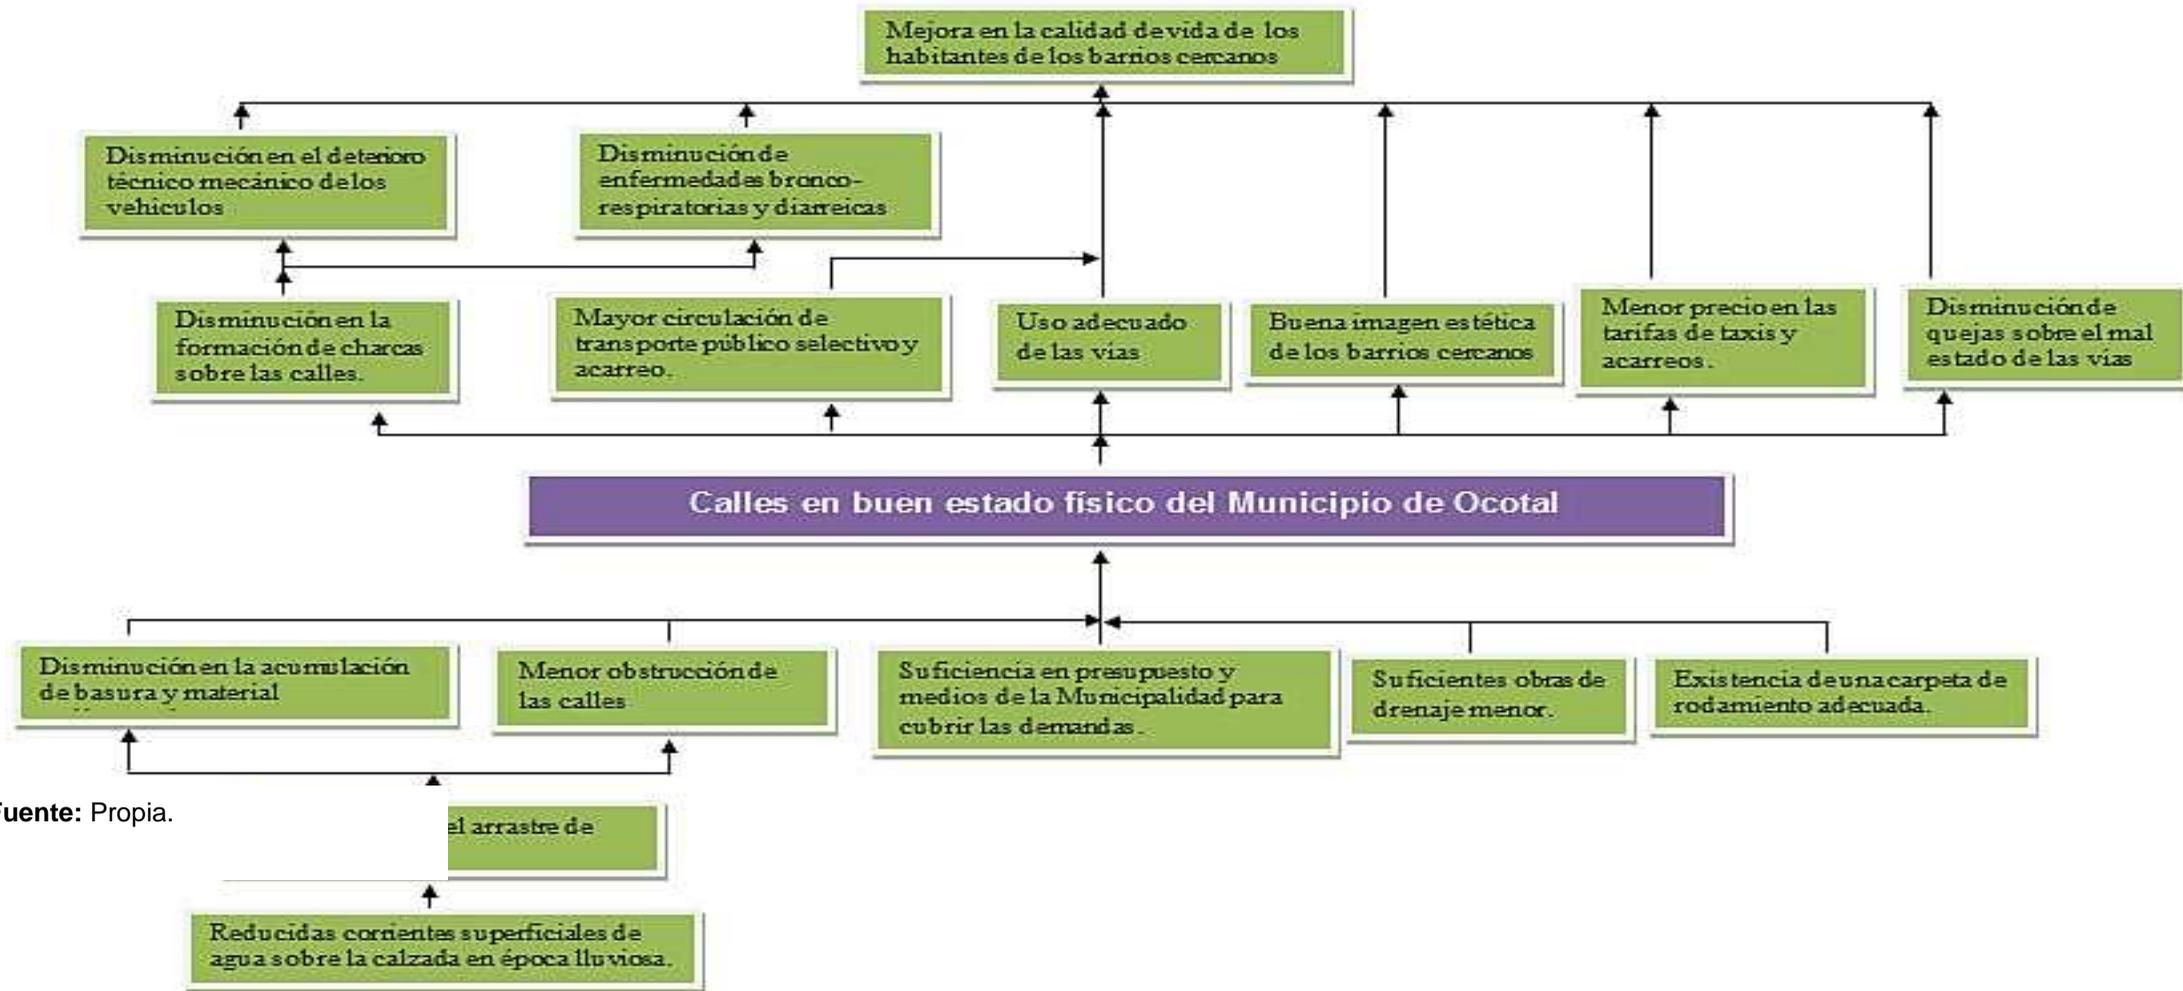 Mejora en la calidad de vida de los
habitantes de los barrios cercanos
Disminución en el deterioro
técnico mecánico de los
vehiculos
Disminución de
enfermedades bronco-
respiratorias y diarreicas
Disminución en la
formación de charcas
sobre las calles.
Mayor circulación de
transporte público selectivo y
acarreo.
Uso adecuado
de las vías
Buena imagen estética
de los barrios cercanos
Menor precio en las
tarifas de taxis y
acarreos.
Disminución de
quejas sobre el mal
estado de las vías
Calles en buen estado físico del Municipio de Ocotal
Disminución en la acumulación
de basura y material
Menor obstrucción de
las calles
Suficiencia en presupuesto y
medios de la Municipalidad para
cubrir las demandas.
Suficientes obras de
drenaje menor.
Existencia de una carpeta de
rodamiento adecuada.
Fuente: Propia.
el arrastre de
Reducidas corrientes superficiales de
agua sobre la calzada en época lluviosa.